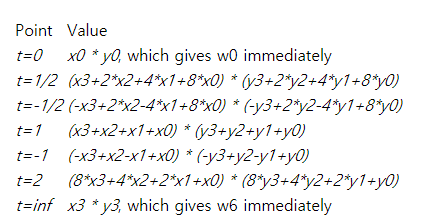 Point Value
t=0 x0 * y0, which gives w0 immediately
t=1/2 (x3+2*x2+4*x1+8*x0) * (y3+2*y2+4*y1+8*y0)
t=-1/2 (-x3+2*x2-4*x1+8*x0) * (-y3+2*y2-4*y1+8*y0)
t=1 (x3+x2+x1+x0) * (y3+y2+y1+y0)
t=-1 (-x3+x2-x1+x0) * (-y3+y2-y1+y0)
t=2 (8*x3+4*x2+2*x1+x0) * (8*y3+4*y2+2*y1+y0)
t=inf x3 * y3, which gives w6 immediately